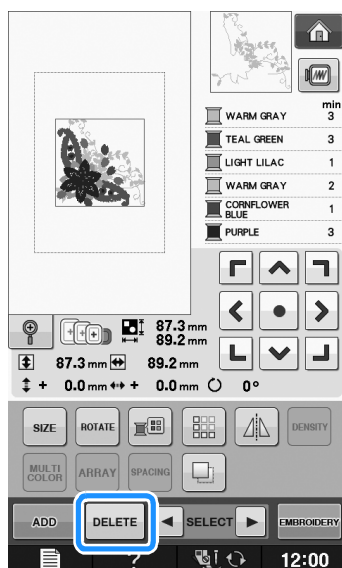 min
WARM GRAY 3
TEAL GREEN 3
LIGHT LILAC 1
WARM GRAY 2
CORNFLOWER BLUE 1
PURPLE 3
87.3 mm
89.2 mm
87.3 mm 89.2 mm
+ 0.0 mm + 0.0 mm 0°
SIZE ROTATE DENSITY
MULTI COLOR ARRAY SPACING
ADD DELETE SELECT EMBROIDERY
? 12:00